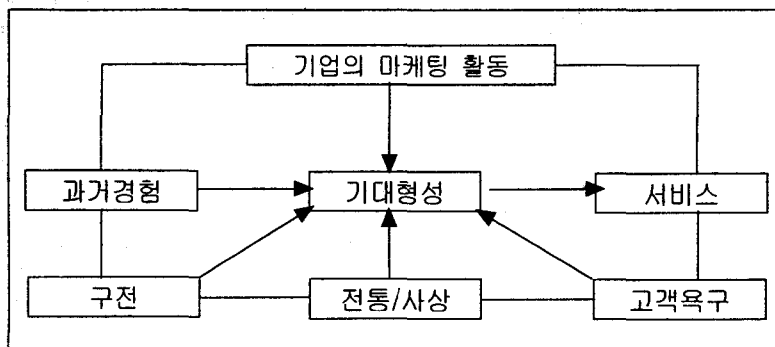 기업의 마케팅 활동
과거경험
기대형성
서비스
구전
전통/사상
고객욕구